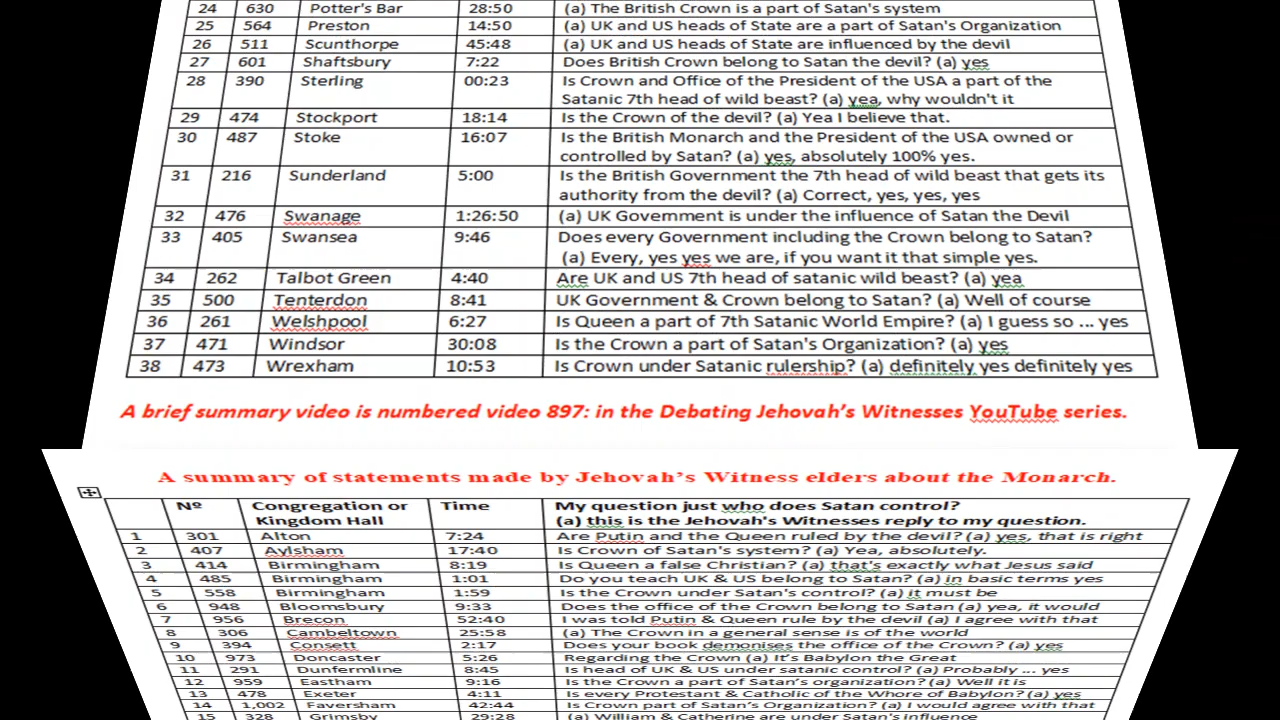 24 630 Potter's Bar 28:50 (a) The British Crown is a part of Satan's system
25 564 Preston 14:50 (a) UK and US heads of State are a part of Satan's Organization
26 511 Scunthorpe 45:48 (a) UK and US heads of State are influenced by the devil
27 601 Shaftsbury 7:22 Does British Crown belong to Satan the devil? (a) yes
28 390 Sterling 00:23 Is Crown and Office of the President of the USA a part of the
Satanic 7th head of wild beast? (a) yea, why wouldn't it
29 474 Stockport 18:14 Is the Crown of the devil? (a) Yea I believe that.
30 487 Stoke 16:07 Is the British Monarch and the President of the USA owned or
controlled by Satan? (a) yes, absolutely 100% yes.
31 216 Sunderland 5:00 Is the British Government the 7th head of wild beast that gets its
authority from the devil? (a) Correct, yes, yes, yes
32 476 Swanage 1:26:50 (a) UK Government is under the influence of Satan the Devil
33 405 Swansea 9:46 Does every Government including the Crown belong to Satan?
(a) Every, yes yes we are, if you want it that simple yes.
34 262 Talbot Green 4:40 Are UK and US 7th head of satanic wild beast? (a) yea
35 500 Tenterdon 8:41 UK Government & Crown belong to Satan? (a) Well of course
36 261 Welshpool 6:27 Is Queen a part of 7th Satanic World Empire? (a) I guess so ... yes
37 471 Windsor 30:08 Is the Crown a part of Satan's Organization? (a) yes
38 473 Wrexham 10:53 Is Crown under Satanic rulership? (a) definitely yes definitely yes
A brief summary video is numbered video 897: in the Debating Jehovah's Witnesses YouTube series.
A summary of statements made by Jehovah's Witness elders about the Monarch.
Nº Congregation or Time My question just who does Satan control?
Kingdom Hall (a) this is the Jehovah's Witnesses reply to my question.
1 301 Alton 7:24 Are Putin and the Queen ruled by the devil? (a) yes, that is right
2 407 Aylsham 17:40 Is Crown of Satan's system? (a) Yea, absolutely.
3 414 Birmingham 8:19 Is Queen a false Christian? (a) that's exactly what Jesus said
4 485 Birmingham 1:01 Do you teach UK & US belong to Satan? (a) in basic terms yes
5 558 Birmingham 1:59 Is the Crown under Satan's control? (a) it must be
6 948 Bloomsbury 9:33 Does the office of the Crown belong to Satan (a) yea, it would
7 956 Brecon 52:40 I was told Putin & Queen rule by the devil (a) I agree with that
8 306 Cambeltown 25:58 (a) The Crown in a general sense is of the world
9 394 Consett 2:17 Does your book demonises the office of the Crown? (a) yes
10 973 Doncaster 5:26 Regarding the Crown (a) It's Babylon the Great
11 291 Dunfermline 8:45 Is head of UK & US under satanic control? (a) Probably ... yes
12 959 Eastham 9:16 Is the Crown a part of Satan's organization? (a) Well it is
13 478 Exeter 4:11 Is every Protestant & Catholic of the Whore of Babylon? (a) yes
14 1,002 Faversham 42:44 Is Crown part of Satan's Organization? (a) I would agree with that
15 328 Grimsby 29:28 (a) William & Catherine are under Satan's influence